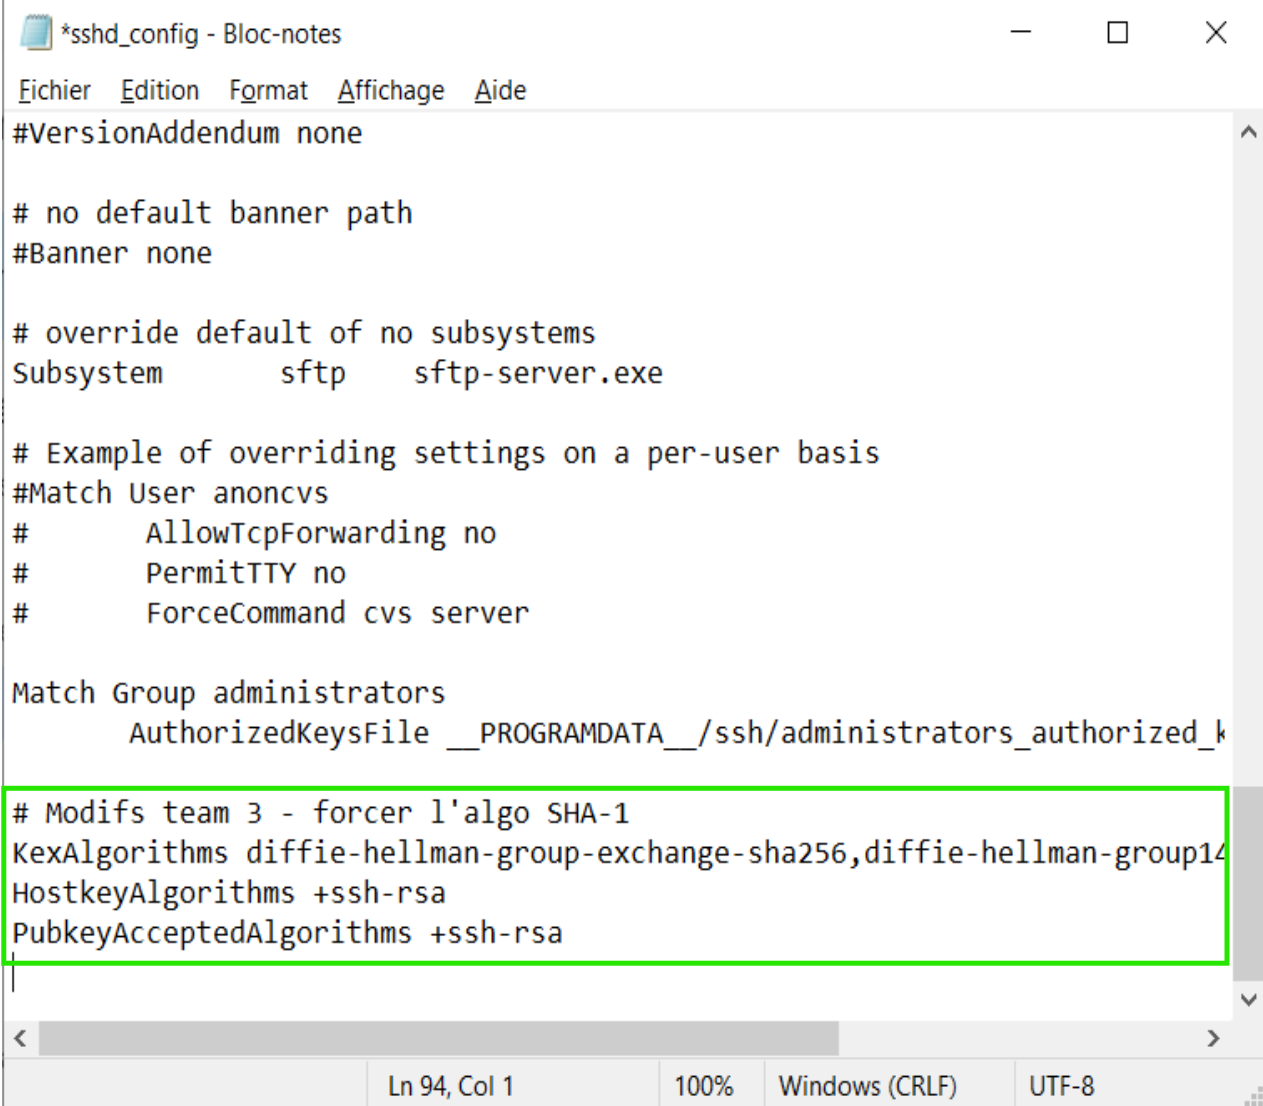 *sshd_config - Bloc-notes
Fichier Edition Format Affichage Aide
#VersionAddendum none
# no default banner path
#Banner none
# override default of no subsystems
Subsystem sftp sftp-server.exe
# Example of overriding settings on a per-user basis
#Match User anoncvs
# AllowTcpForwarding no
# PermitTTY no
# ForceCommand cvs server
Match Group administrators
AuthorizedKeysFile __PROGRAMDATA__/ssh/administrators_authorized_k
# Modifs team 3 - forcer l'algo SHA-1
KexAlgorithms diffie-hellman-group-exchange-sha256,diffie-hellman-group14
HostkeyAlgorithms +ssh-rsa
PubkeyAcceptedAlgorithms +ssh-rsa
Ln 94, Col 1 100% Windows (CRLF) UTF-8